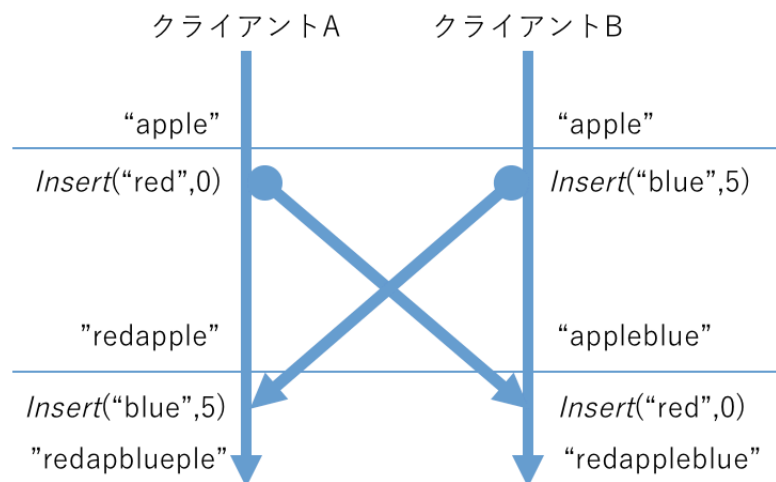 クライアントA クライアントB
“apple” “apple”
Insert(“red”,0) Insert(“blue”,5)
”redapple” “appleblue”
Insert(“blue”,5) Insert(“red”,0)
”redapblueple” “redappleblue”